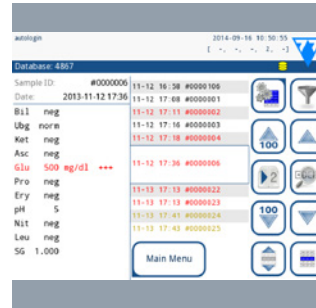 autologin
2014-09-16 10:50:55
[ -, -, -, 2, -]
Database: 4867
Sample ID: #0000006
Date: 2013-11-12 17:36
Bil neg
Ubg norm
Ket neg
Asc neg
Glu 500 mg/dl +++
Pro neg
Ery neg
pH 5
Nit neg
Leu neg
SG 1.000
11-12 16:58 #0000100
11-12 17:08 #0000001
11-12 17:11 #0000002
11-12 17:16 #0000003
11-12 17:18 #0000004
11-12 17:36 #0000006
11-13 17:13 #0000022
11-13 17:13 #0000023
11-13 17:41 #0000024
11-13 17:43 #0000025
100
2
100
Main Menu